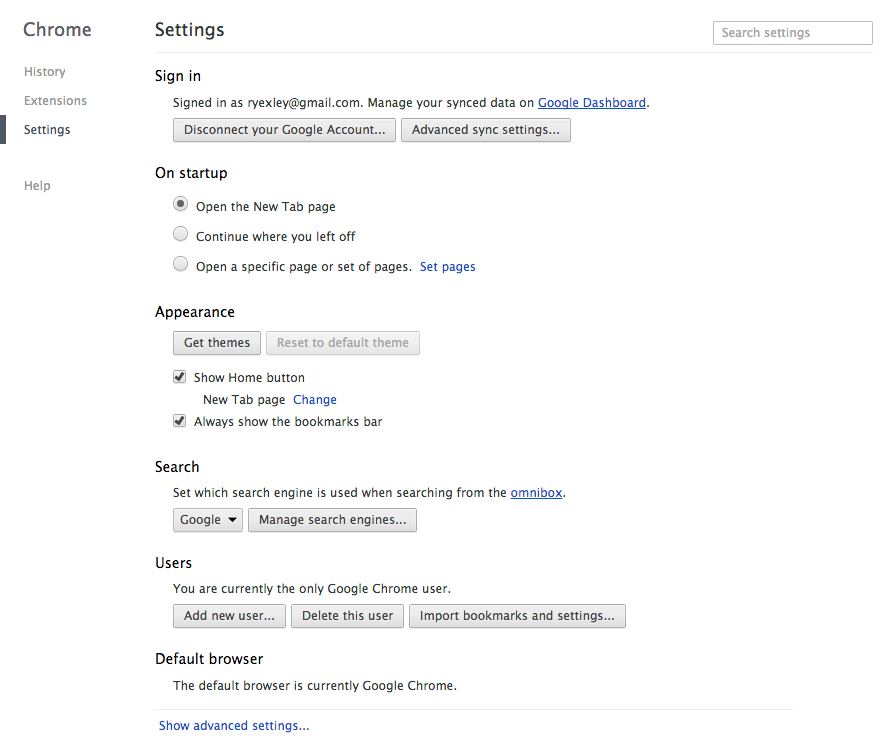 Chrome
History
Extensions
Settings
Help
Settings
Search settings
Sign in
Signed in as ryexley@gmail.com. Manage your synced data on Google Dashboard.
Disconnect your Google Account... Advanced sync settings...
On startup
Open the New Tab page
Continue where you left off
Open a specific page or set of pages. Set pages
Appearance
Get themes Reset to default theme
Show Home button
New Tab page Change
Always show the bookmarks bar
Search
Set which search engine is used when searching from the omnibox.
Google Manage search engines...
Users
You are currently the only Google Chrome user.
Add new user... Delete this user Import bookmarks and settings...
Default browser
The default browser is currently Google Chrome.
Show advanced settings...